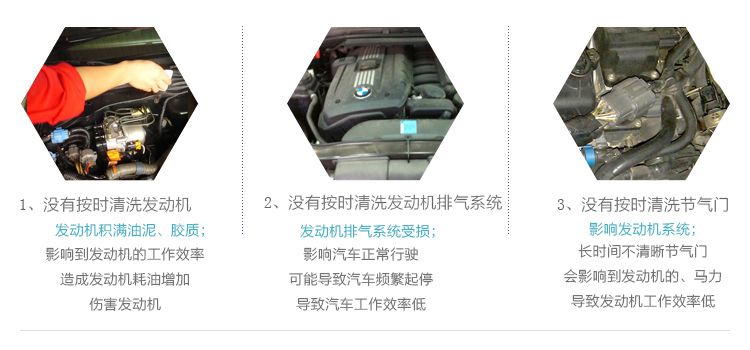 1、没有按时清洗发动机
发动机积满油泥、胶质;
影响到发动机的工作效率
造成发动机耗油增加
伤害发动机
2、没有按时清洗发动机排气系统
发动机排气系统受损;
影响汽车正常行驶
可能导致汽车频繁起停
导致汽车工作效率低
3、没有按时清洗节气门
影响发动机系统;
长时间不清晰节气门
会影响到发动机的、马力
导致发动机工作效率低